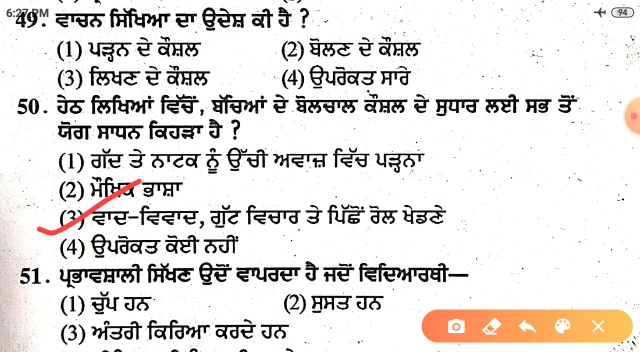 6:27 PM
94
49. ਵਾਚਨ ਸਿੱਖਿਆ ਦਾ ਉਦੇਸ਼ ਕੀ ਹੈ ?
(1) ਪੜ੍ਹਨ ਦੇ ਕੌਸ਼ਲ (2) ਬੋਲਣ ਦੇ ਕੌਸ਼ਲ
(3) ਲਿਖਣ ਦੇ ਕੌਸ਼ਲ (4) ਉਪਰੋਕਤ ਸਾਰੇ
50. ਹੇਠ ਲਿਖਿਆਂ ਵਿੱਚੋਂ, ਬੱਚਿਆਂ ਦੇ ਬੋਲਚਾਲ ਕੌਸ਼ਲ ਦੇ ਸੁਧਾਰ ਲਈ ਸਭ ਤੋਂ
ਯੋਗ ਸਾਧਨ ਕਿਹੜਾ ਹੈ ?
(1) ਗੱਦ ਤੇ ਨਾਟਕ ਨੂੰ ਉੱਚੀ ਅਵਾਜ਼ ਵਿੱਚ ਪੜ੍ਹਨਾ
(2) ਮੌਖਿਕ ਭਾਸ਼ਾ
(3) ਵਾਦ-ਵਿਵਾਦ, ਗੁੱਟ ਵਿਚਾਰ ਤੇ ਪਿੱਛੋਂ ਰੋਲ ਖੇਡਣੇ
(4) ਉਪਰੋਕਤ ਕੋਈ ਨਹੀਂ
51. ਪ੍ਰਭਾਵਸ਼ਾਲੀ ਸਿੱਖਣ ਉਦੋਂ ਵਾਪਰਦਾ ਹੈ ਜਦੋਂ ਵਿਦਿਆਰਥੀ—
(1) ਚੁੱਪ ਹਨ (2) ਸੁਸਤ ਹਨ
(3) ਅੰਤਰੀ ਕਿਰਿਆ ਕਰਦੇ ਹਨ